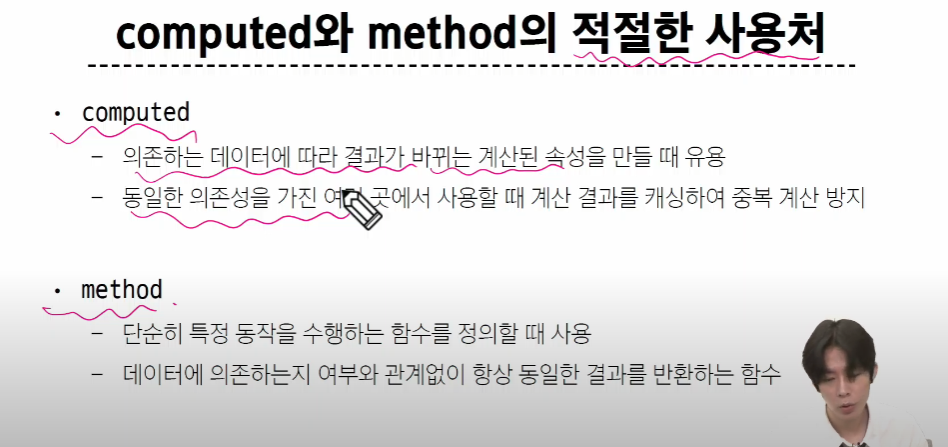 computed와 method의 적절한 사용처
• computed
– 의존하는 데이터에 따라 결과가 바뀌는 계산된 속성을 만들 때 유용
– 동일한 의존성을 가진 곳에서 사용할 때 계산 결과를 캐싱하여 중복 계산 방지
• method
– 단순히 특정 동작을 수행하는 함수를 정의할 때 사용
– 데이터에 의존하는지 여부와 관계없이 항상 동일한 결과를 반환하는 함수